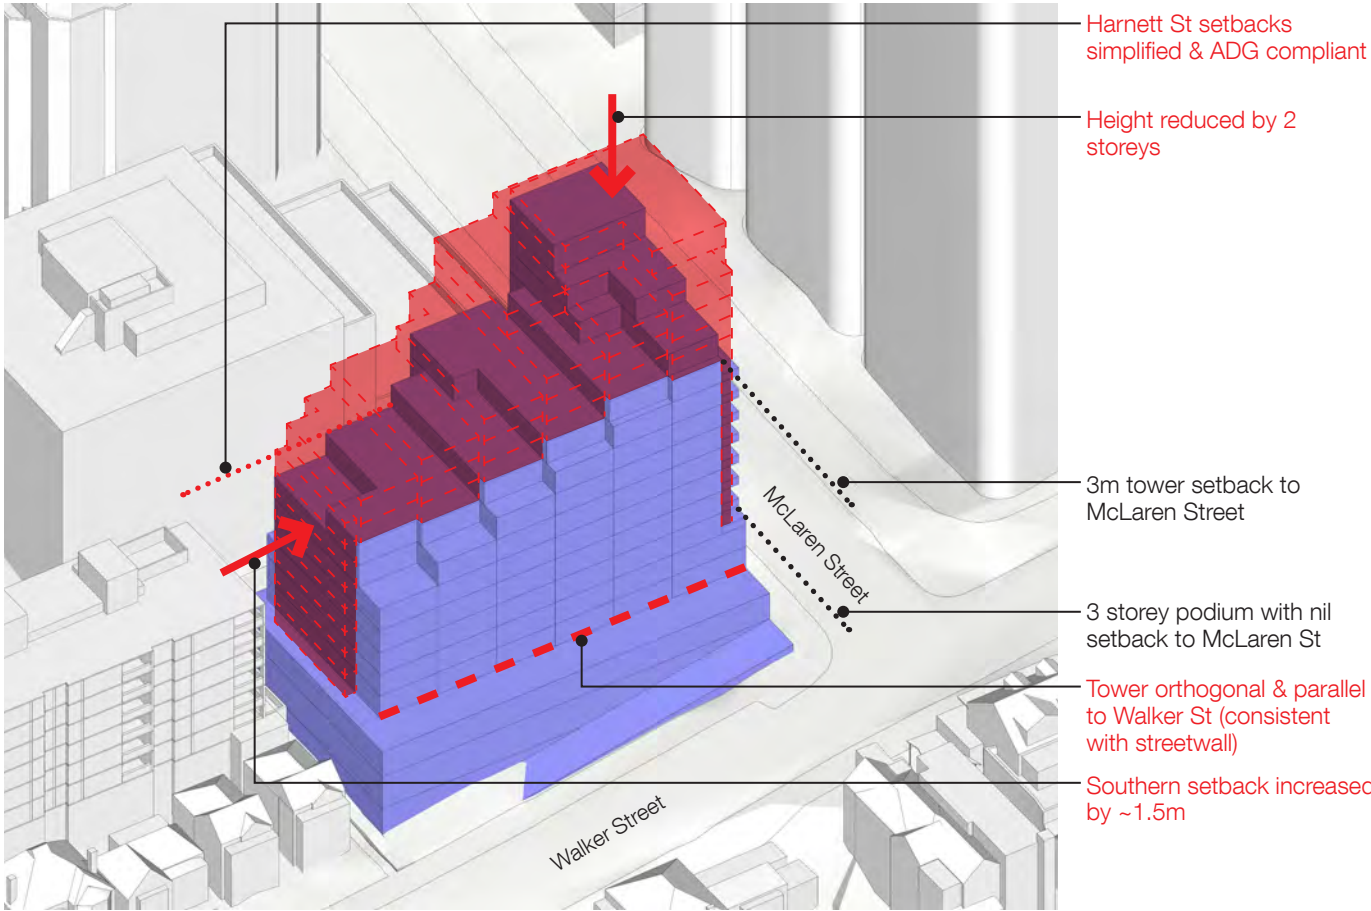 Harnett St setbacks
simplified & ADG compliant
Height reduced by 2
storeys
3m tower setback to
McLaren Street
McLaren Street
3 storey podium with nil
setback to McLaren St
Tower orthogonal & parallel
to Walker St (consistent
with streetwall)
Southern setback increased
by ~1.5m
Walker Street